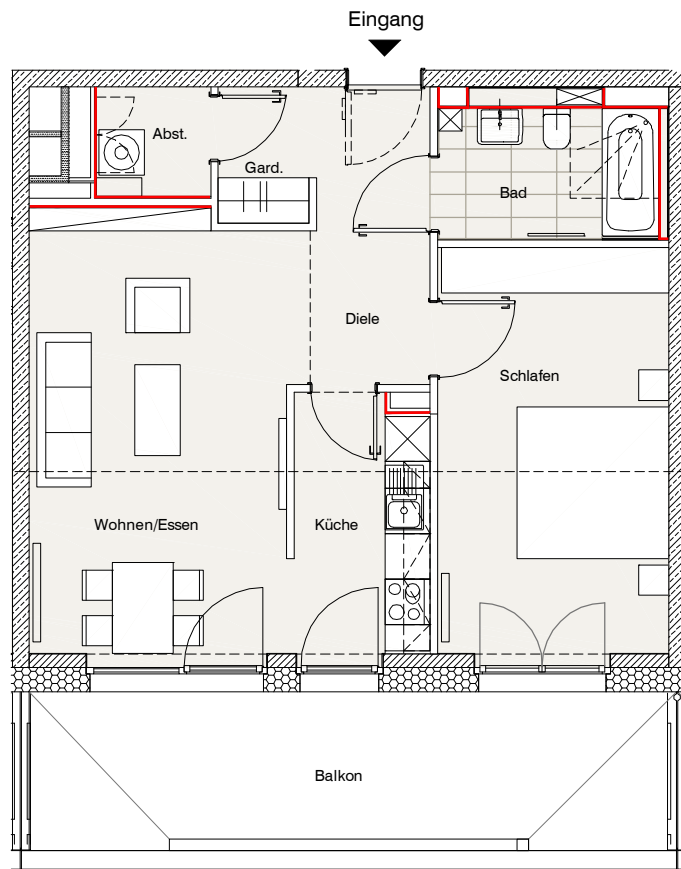 Eingang
Abst.
Gard.
Bad
Diele
Schlafen
Wohnen/Essen
Küche
Balkon